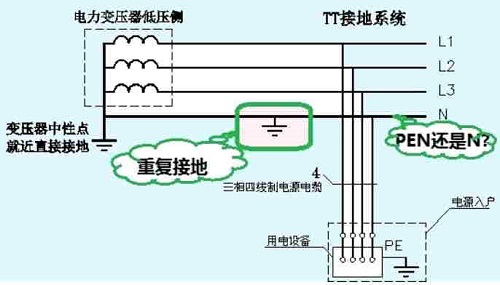 电力变压器低压侧
TT接地系统
L1
L2
L3
N
变压器中性点
就近直接接地
重复接地
PEN还是N?
4
三相四线制电源电缆
电源入户
用电设备
PE